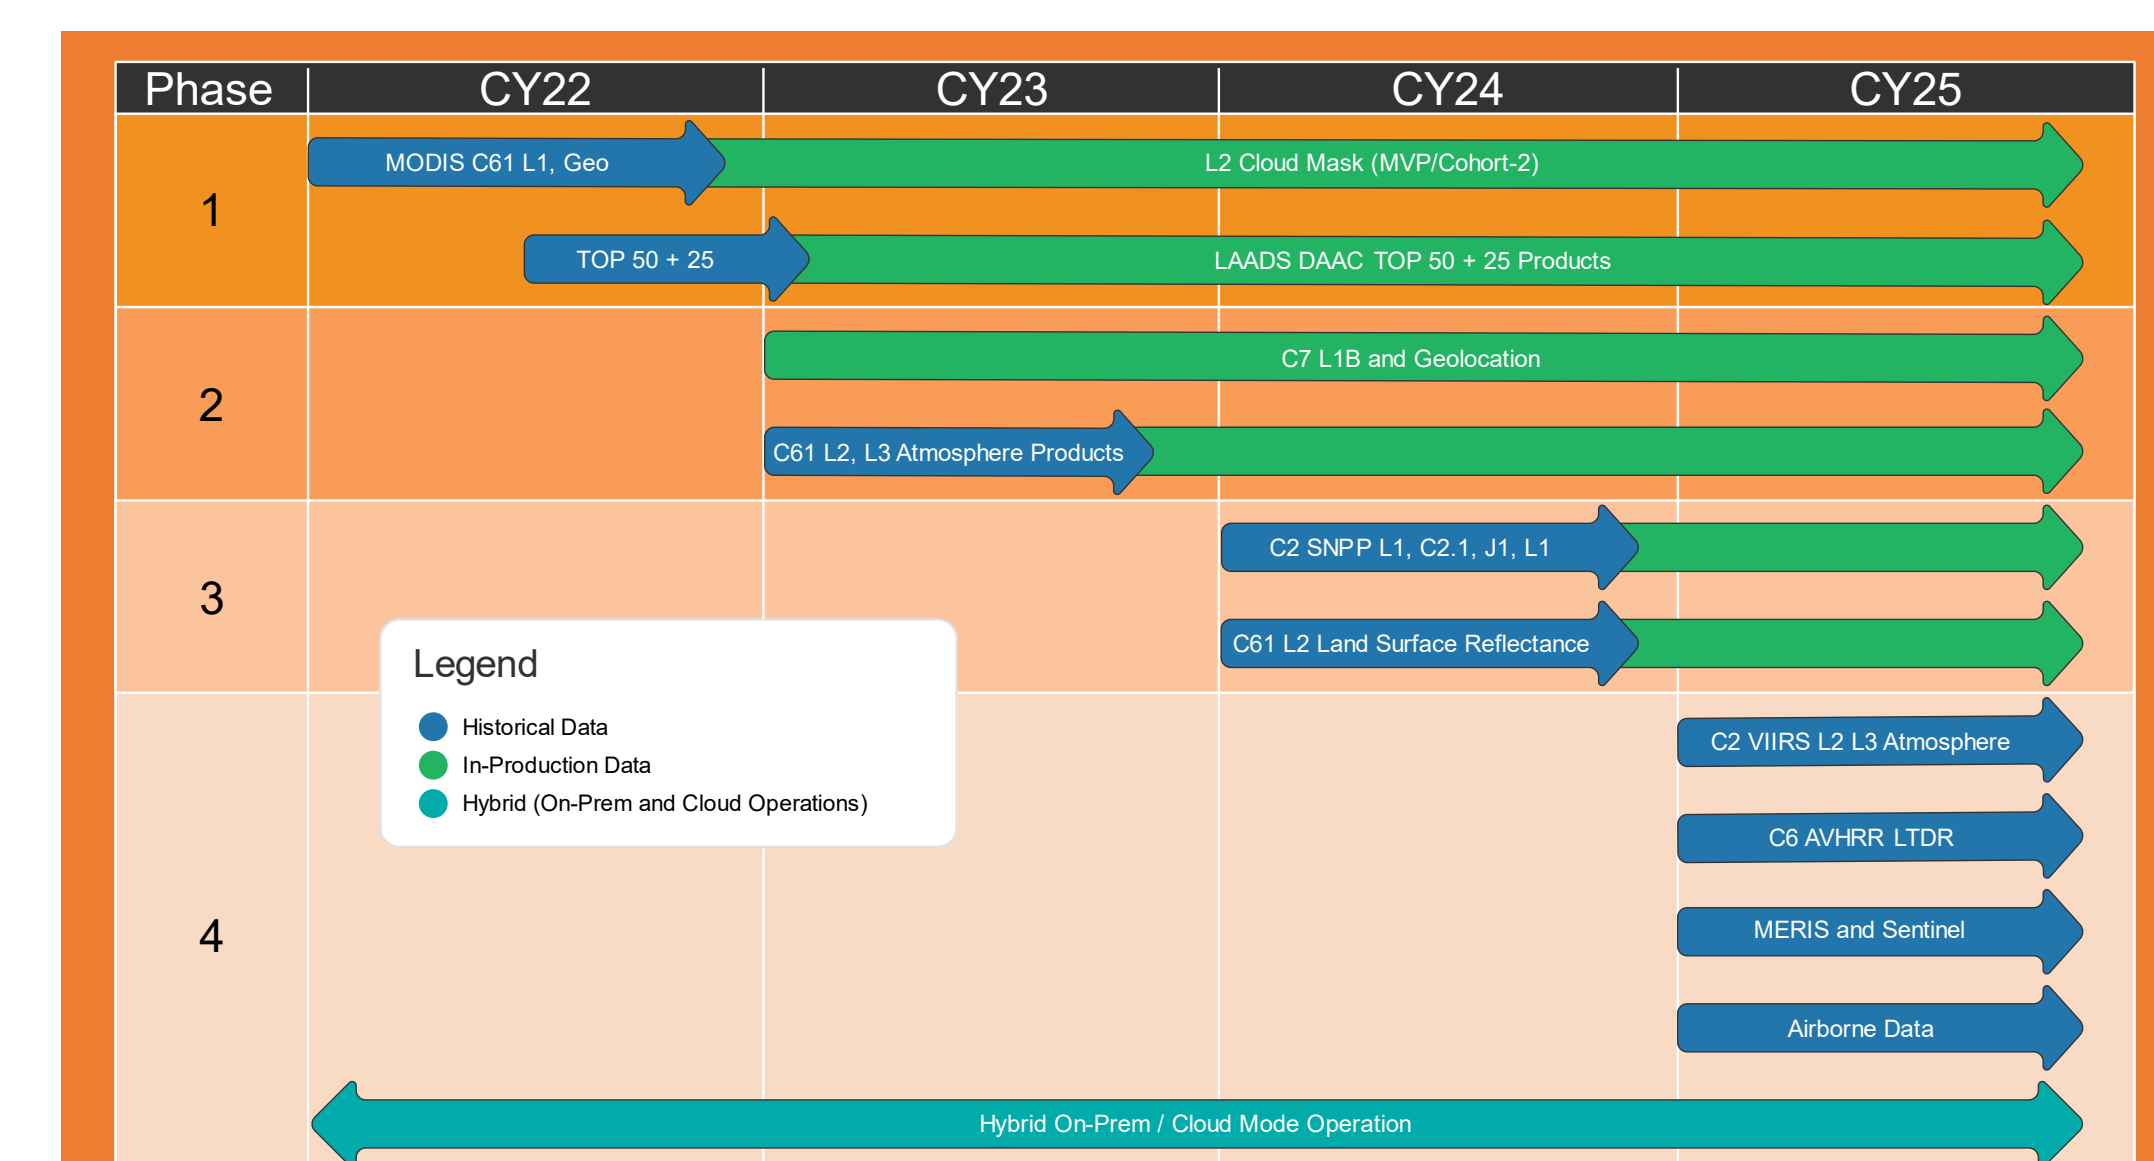 Phase CY22 CY23 CY24 CY25
1
MODIS C61 L1, Geo L2 Cloud Mask (MVP/Cohort-2)
TOP 50 + 25 LAADS DAAC TOP 50 + 25 Products
2
C7 L1B and Geolocation
C61 L2, L3 Atmosphere Products
3
C2 SNPP L1, C2.1, J1, L1
C61 L2 Land Surface Reflectance
Legend
Historical Data
In-Production Data
Hybrid (On-Prem and Cloud Operations)
4
C2 VIIRS L2 L3 Atmosphere
C6 AVHRR LTDR
MERIS and Sentinel
Airborne Data
Hybrid On-Prem / Cloud Mode Operation